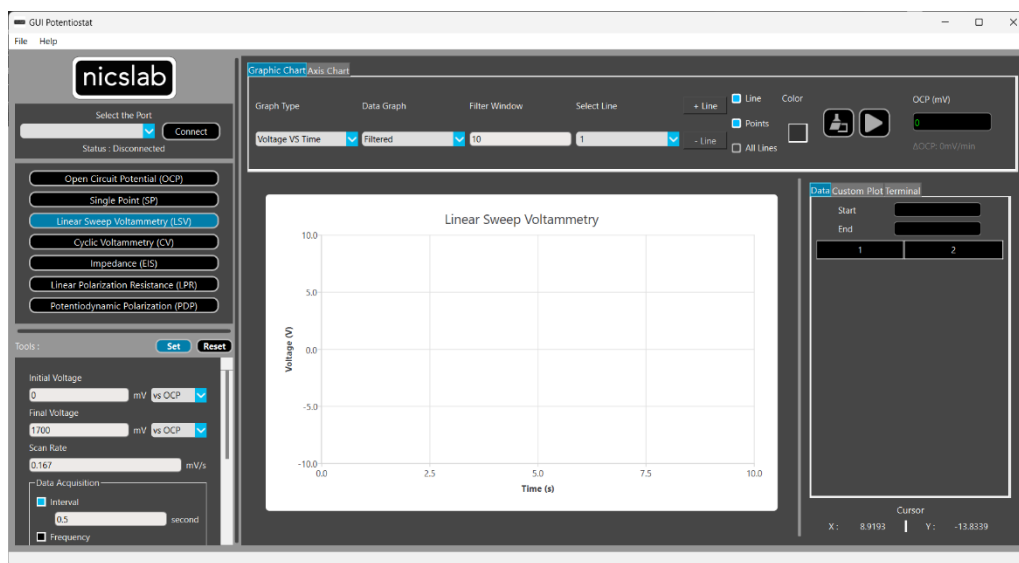 GUI Potentiostat
File Help
nicslab
Select the Port
Connect
Status : Disconnected
Open Circuit Potential (OCP)
Single Point (SP)
Linear Sweep Voltammetry (LSV)
Cyclic Voltammetry (CV)
Impedance (EIS)
Linear Polarization Resistance (LPR)
Potentiodynamic Polarization (PDP)
Tools :
Set Reset
Initial Voltage
0 mV vs OCP
Final Voltage
1700 mV vs OCP
Scan Rate
0.167 mV/s
Data Acquisition
Interval
0.5 second
Frequency
Graphic Chart Axis Chart
Graph Type Data Graph Filter Window Select Line
Voltage VS Time Filtered 10 1
+ Line
- Line
Line
Points
All Lines
Color
OCP (mV)
0
ΔOCP: 0mV/min
Linear Sweep Voltammetry
Voltage (V)
10.0
5.0
0.0
-5.0
-10.0
0.0 2.5 5.0 7.5 10.0
Time (s)
Data Custom Plot Terminal
Start
End
1 2
Cursor
X : 8.9193 Y : -13.8339